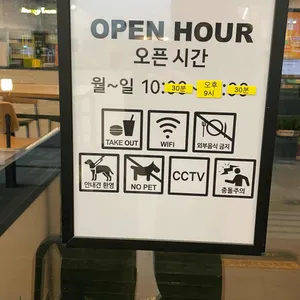 OPEN HOUR
오픈 시간
월~일 10:30분 ~ 오후 9시 30분
TAKE OUT
WIFI
외부음식 금지
안내견 환영
NO PET
CCTV
충돌주의